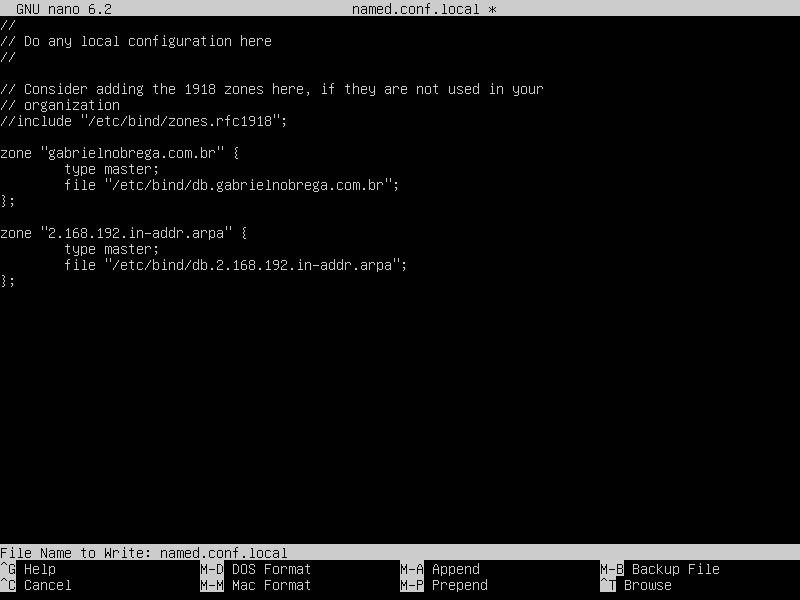 GNU nano 6.2 named.conf.local *
//
// Do any local configuration here
//
// Consider adding the 1918 zones here, if they are not used in your
// organization
//include "/etc/bind/zones.rfc1918";
zone "gabrielnobrega.com.br" {
type master;
file "/etc/bind/db.gabrielnobrega.com.br";
};
zone "2.168.192.in-addr.arpa" {
type master;
file "/etc/bind/db.2.168.192.in-addr.arpa";
};
File Name to Write: named.conf.local
^G Help M-D DOS Format M-A Append M-B Backup File
^C Cancel M-M Mac Format M-P Prepend ^T Browse